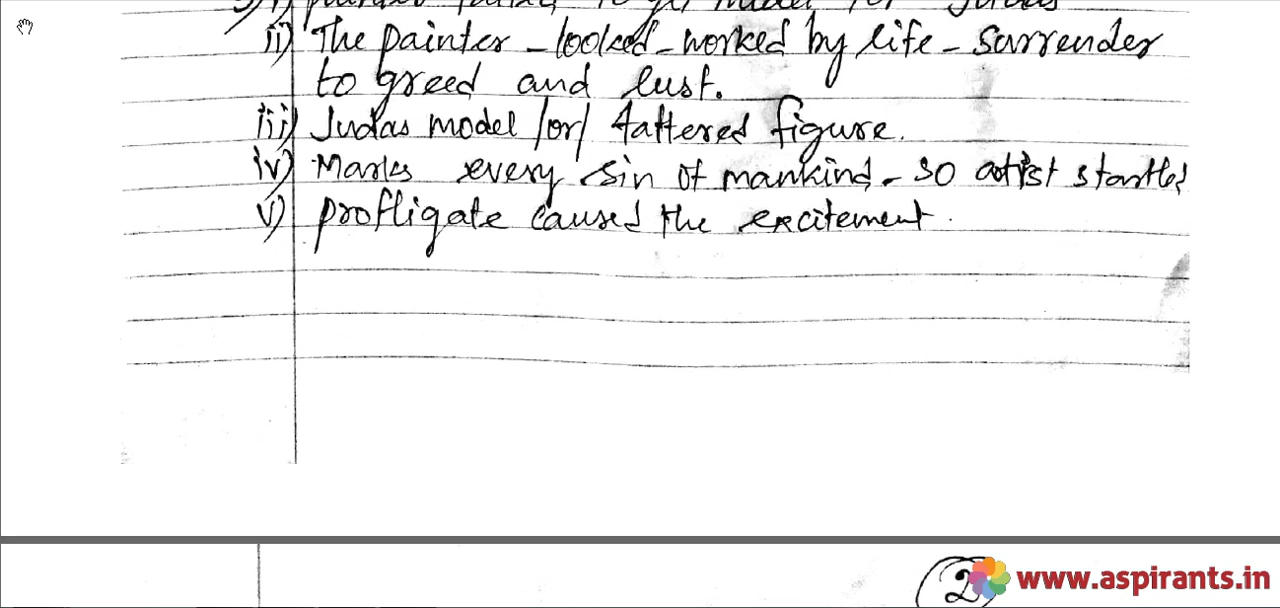 ii) The painter - looked - worked by life - surrender
to greed and lust.
iii) Judas model /or/ tattered figure.
iv) Marks every sin of mankind - so artist startled
v) profligate caused the excitement.
2
www.aspirants.in